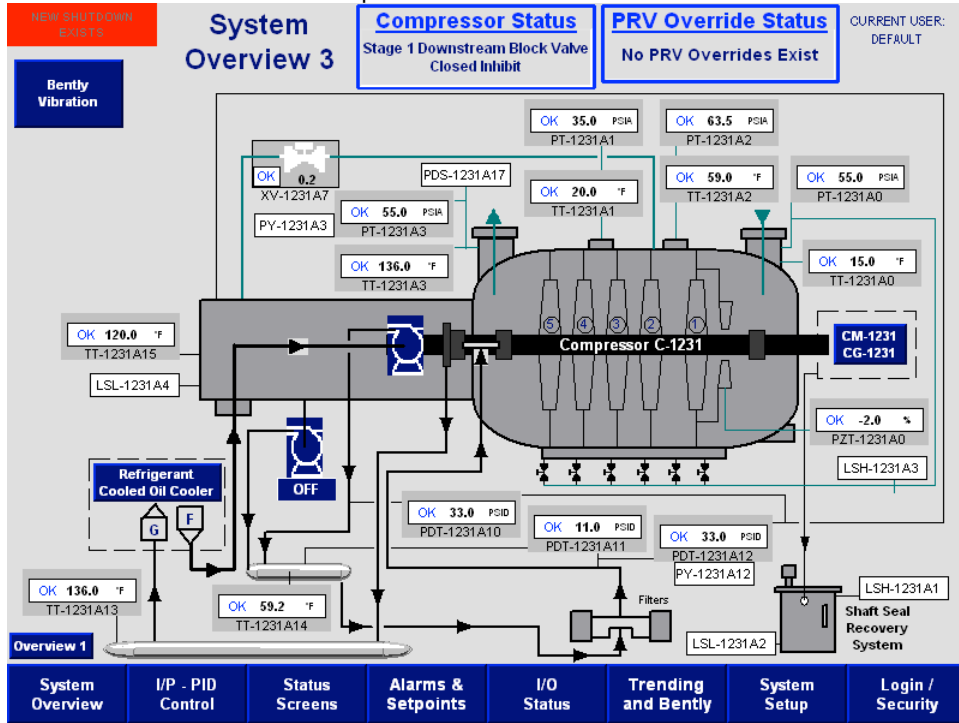 NEW SHUTDOWN
EXISTS
System
Overview 3
Compressor Status
Stage 1 Downstream Block Valve
Closed Inhibit
PRV Override Status
No PRV Overrides Exist
CURRENT USER:
DEFAULT
Bently
Vibration
OK 35.0 PSIA
PT-1231A1
OK 63.5 PSIA
PT-1231A2
OK 0.2
XV-1231A7
PDS-1231A17
OK 20.0 °F
TT-1231A1
OK 59.0 °F
TT-1231A2
OK 55.0 PSIA
PT-1231A0
PY-1231A3
OK 55.0 PSIA
PT-1231A3
OK 136.0 °F
TT-1231A3
OK 15.0 °F
TT-1231A0
OK 120.0 °F
TT-1231A15
LSL-1231A4
5 4 3 2 1
Compressor C-1231
CM-1231
CG-1231
OK -2.0 %
PZT-1231A0
LSH-1231A3
Refrigerant
Cooled Oil Cooler
G
F
OFF
OK 33.0 PSID
PDT-1231A10
OK 11.0 PSID
PDT-1231A11
OK 33.0 PSID
PDT-1231A12
PY-1231A12
OK 136.0 °F
TT-1231A13
OK 59.2 °F
TT-1231A14
Filters
LSH-1231A1
Shaft Seal
Recovery
System
LSL-1231A2
Overview 1
System
Overview
I/P - PID
Control
Status
Screens
Alarms &
Setpoints
I/O
Status
Trending
and Bently
System
Setup
Login /
Security